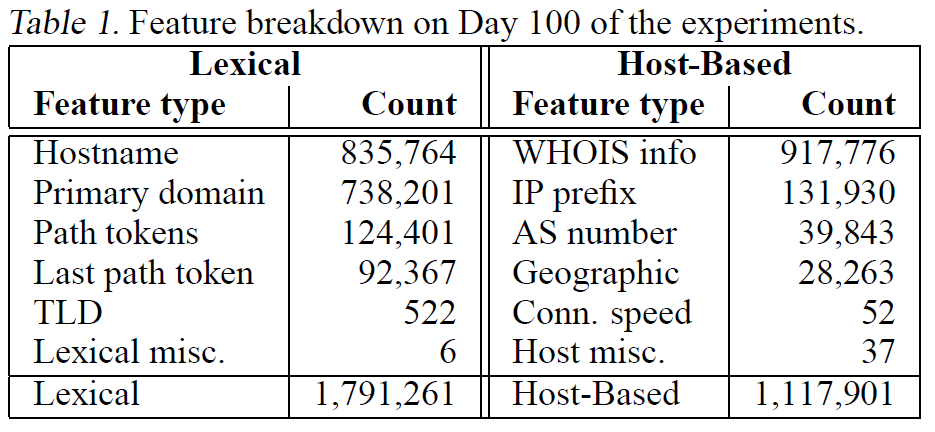 Table 1. Feature breakdown on Day 100 of the experiments.
Lexical Host-Based
Feature type Count Feature type Count
Hostname 835,764 WHOIS info 917,776
Primary domain 738,201 IP prefix 131,930
Path tokens 124,401 AS number 39,843
Last path token 92,367 Geographic 28,263
TLD 522 Conn. speed 52
Lexical misc. 6 Host misc. 37
Lexical 1,791,261 Host-Based 1,117,901